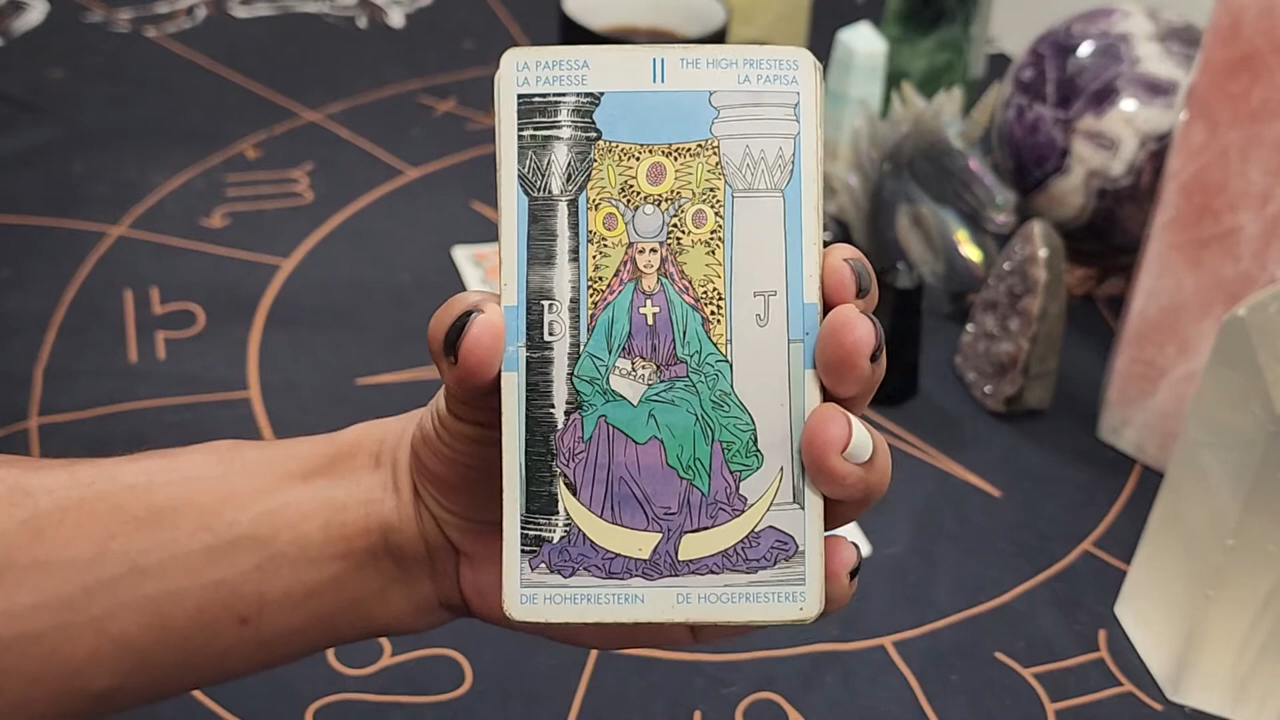 LA PAPESSA
LA PAPESSE
II
THE HIGH PRIESTESS
LA PAPISA
B
J
DIE HOHEPRIESTERIN
DE HOGEPRIESTERES